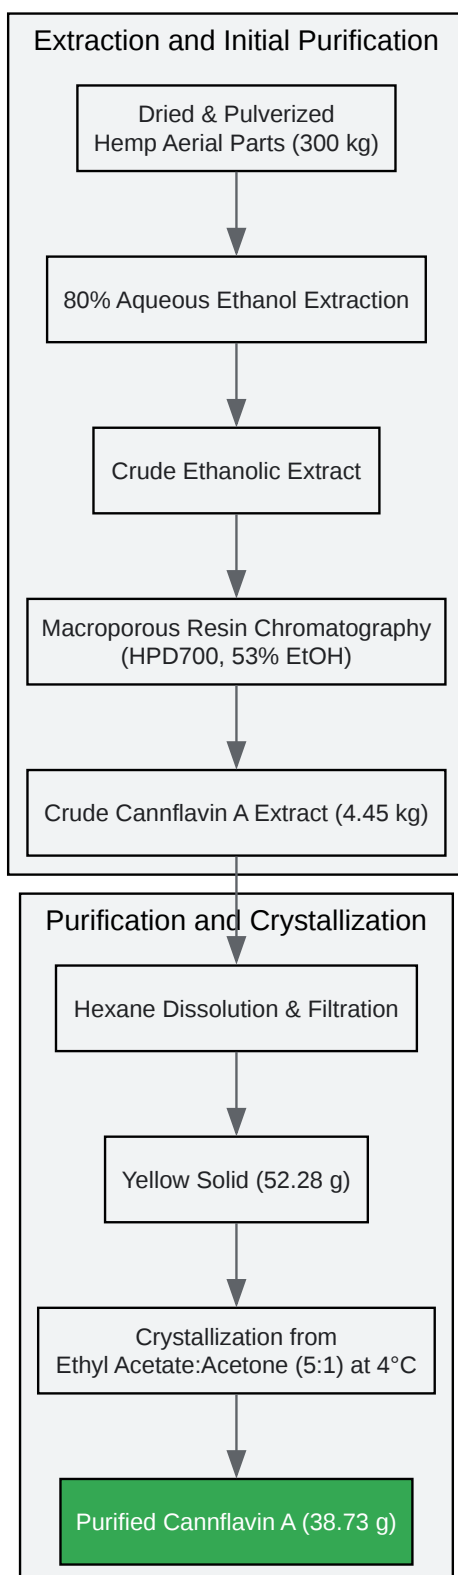 Extraction and Initial Purification
Dried & Pulverized
Hemp Aerial Parts (300 kg)
80% Aqueous Ethanol Extraction
Crude Ethanolic Extract
Macroporous Resin Chromatography
(HPD700, 53% EtOH)
Crude Cannflavin A Extract (4.45 kg)
Purification and Crystallization
Hexane Dissolution & Filtration
Yellow Solid (52.28 g)
Crystallization from
Ethyl Acetate:Acetone (5:1) at 4°C
Purified Cannflavin A (38.73 g)